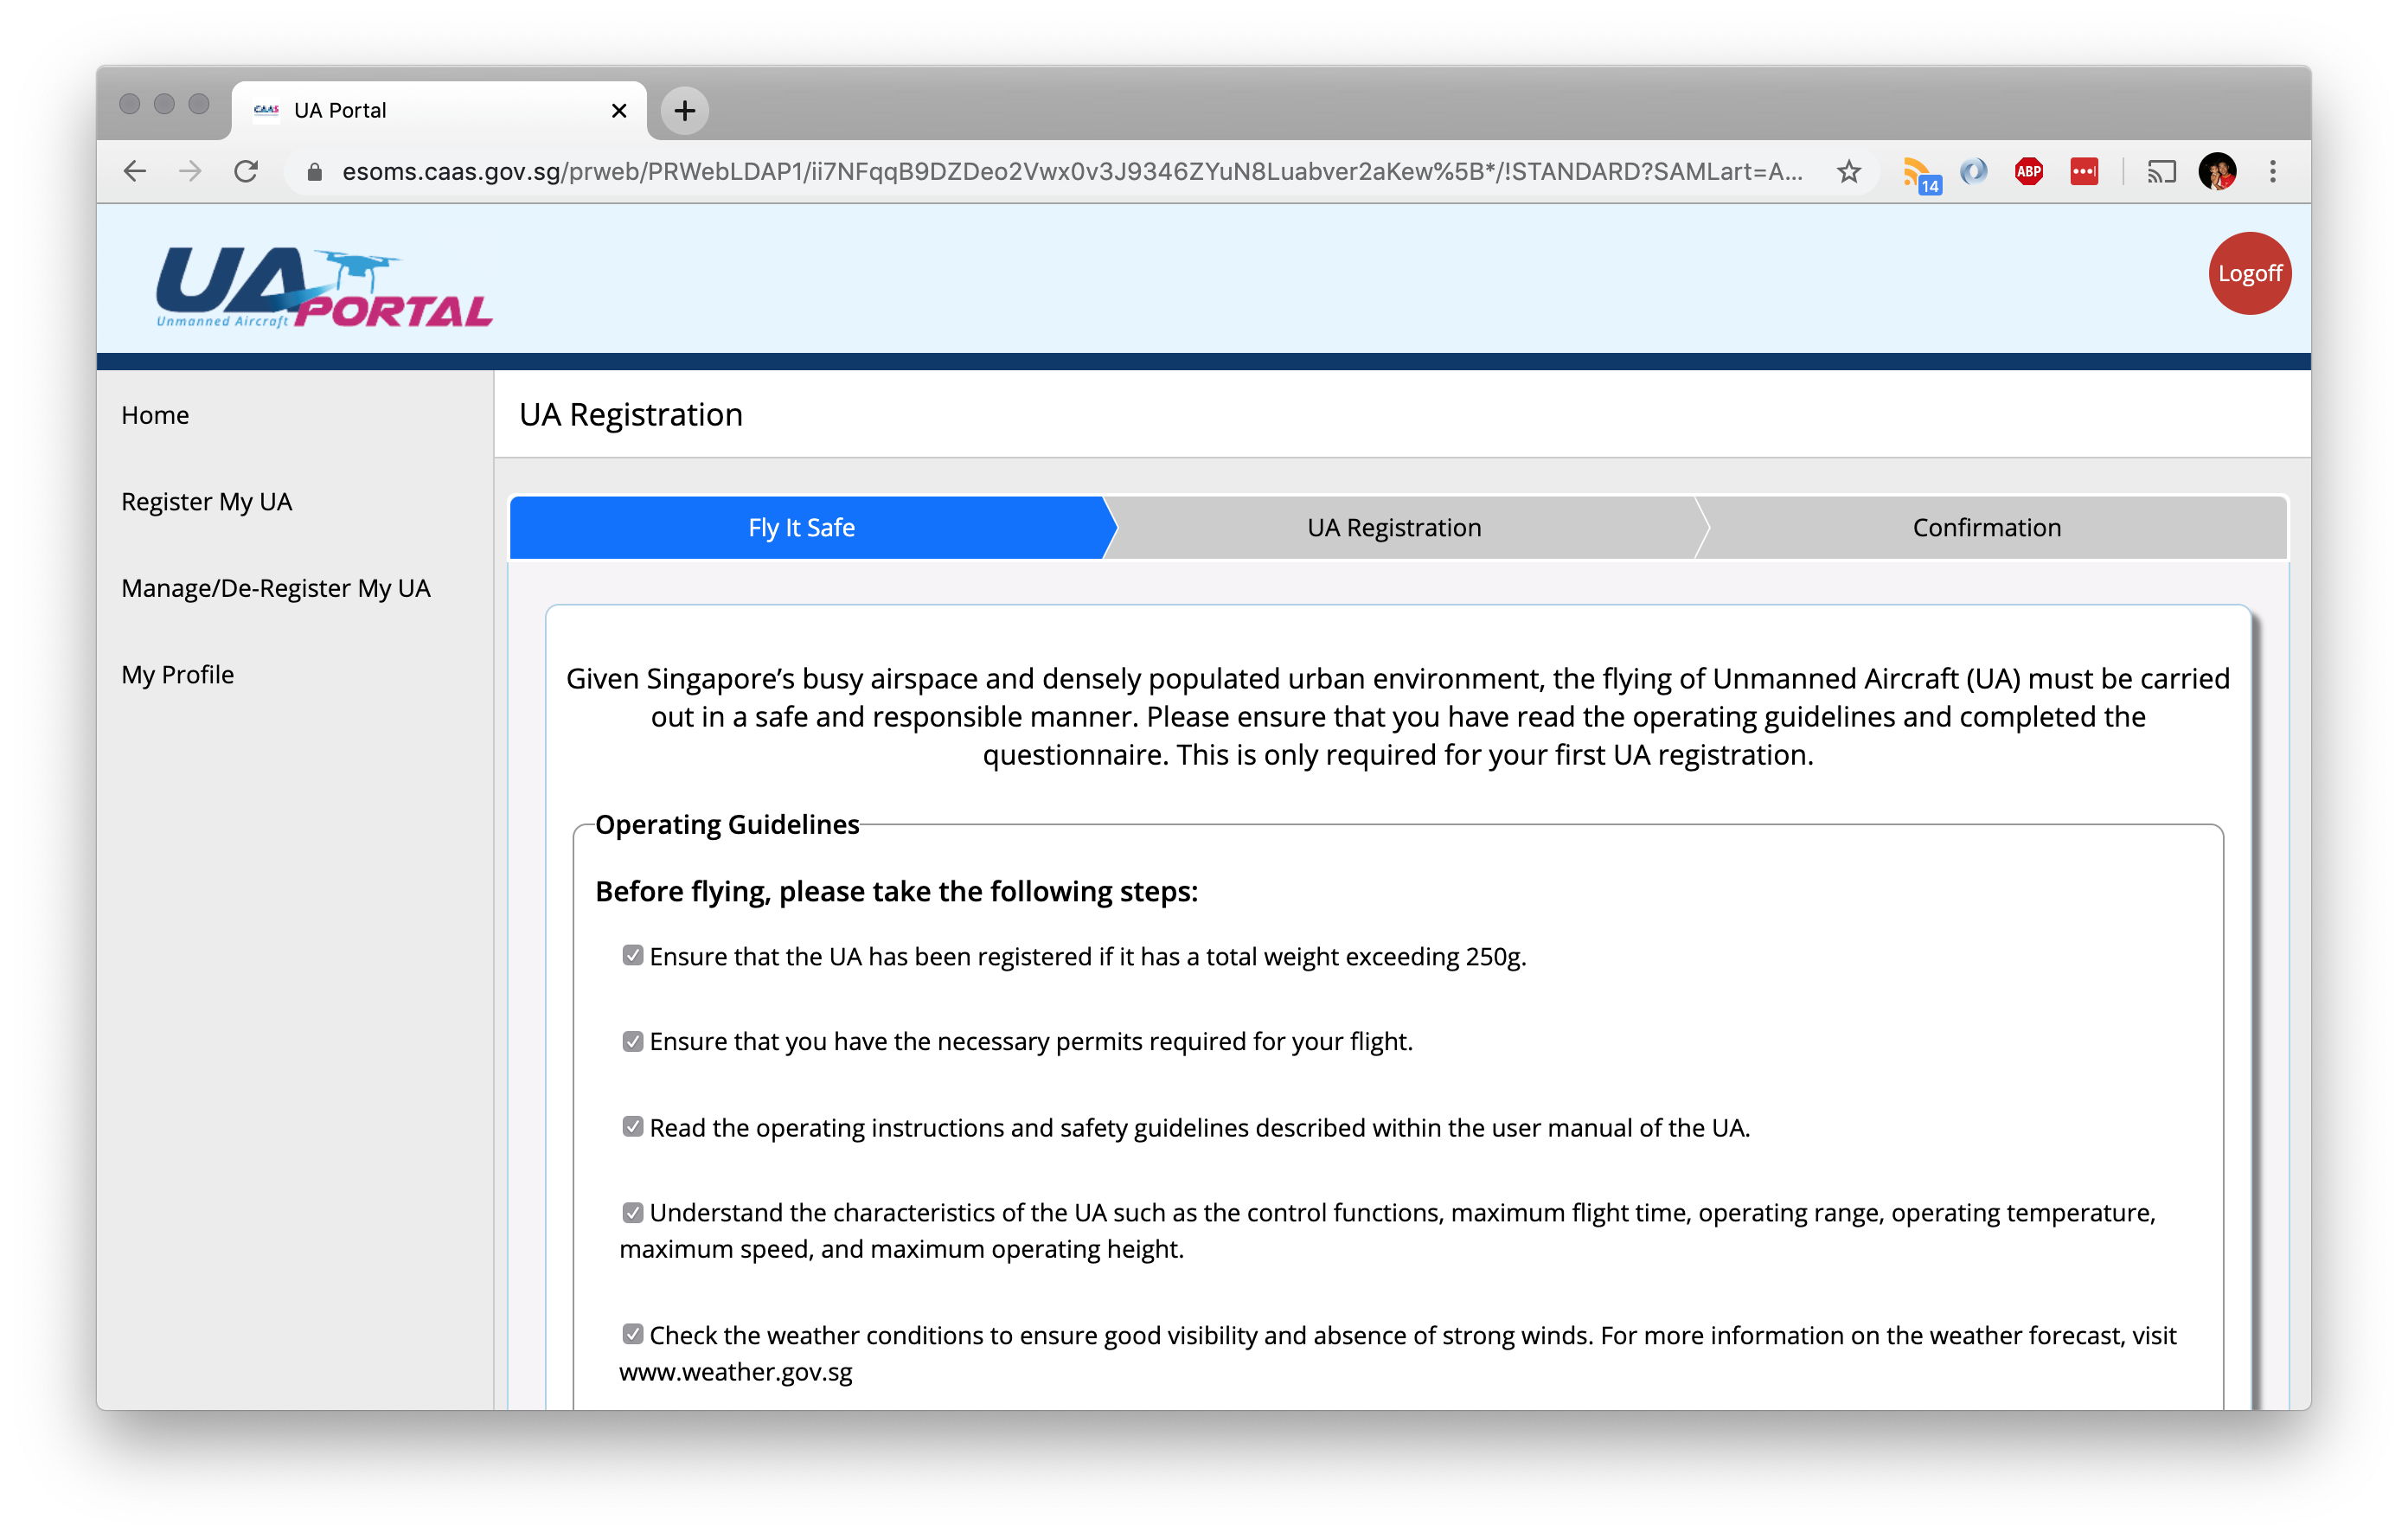 CAAS UA Portal
esoms.caas.gov.sg/prweb/PRWebLDAP1/ii7NFqqB9DZDeo2Vwx0v3J9346ZYuN8Luabver2aKew%5B*/!STANDARD?SAMLart=A...
14
ABP
UA PORTAL
Unmanned Aircraft
Logoff
Home
Register My UA
Manage/De-Register My UA
My Profile
UA Registration
Fly It Safe
UA Registration
Confirmation
Given Singapore’s busy airspace and densely populated urban environment, the flying of Unmanned Aircraft (UA) must be carried
out in a safe and responsible manner. Please ensure that you have read the operating guidelines and completed the
questionnaire. This is only required for your first UA registration.
Operating Guidelines
Before flying, please take the following steps:
Ensure that the UA has been registered if it has a total weight exceeding 250g.
Ensure that you have the necessary permits required for your flight.
Read the operating instructions and safety guidelines described within the user manual of the UA.
Understand the characteristics of the UA such as the control functions, maximum flight time, operating range, operating temperature,
maximum speed, and maximum operating height.
Check the weather conditions to ensure good visibility and absence of strong winds. For more information on the weather forecast, visit
www.weather.gov.sg